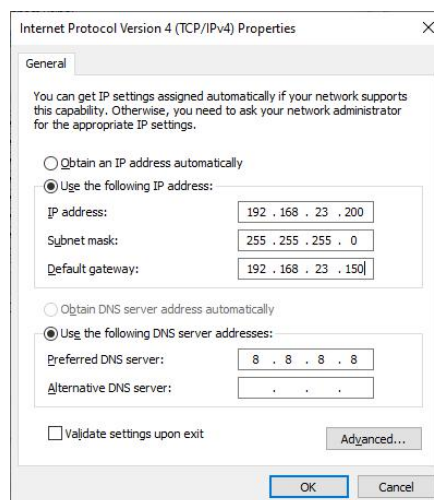 Internet Protocol Version 4 (TCP/IPv4) Properties
General
You can get IP settings assigned automatically if your network supports
this capability. Otherwise, you need to ask your network administrator
for the appropriate IP settings.
Obtain an IP address automatically
Use the following IP address:
IP address: 192 . 168 . 23 . 200
Subnet mask: 255 . 255 . 255 . 0
Default gateway: 192 . 168 . 23 . 150
Obtain DNS server address automatically
Use the following DNS server addresses:
Preferred DNS server: 8 . 8 . 8 . 8
Alternative DNS server: . . .
Validate settings upon exit
Advanced...
OK Cancel